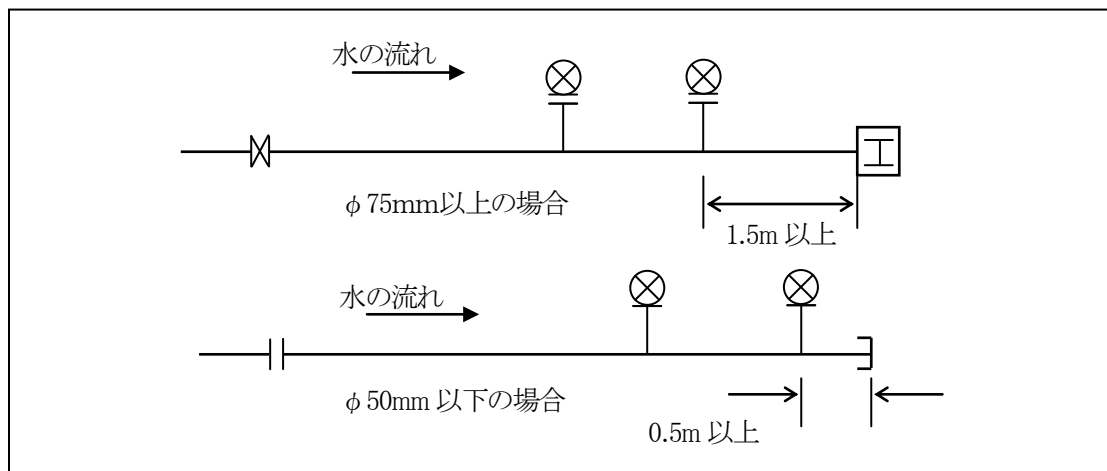 水の流れ
φ75mm以上の場合
1.5m 以上
水の流れ
φ50mm 以下の場合
0.5m 以上